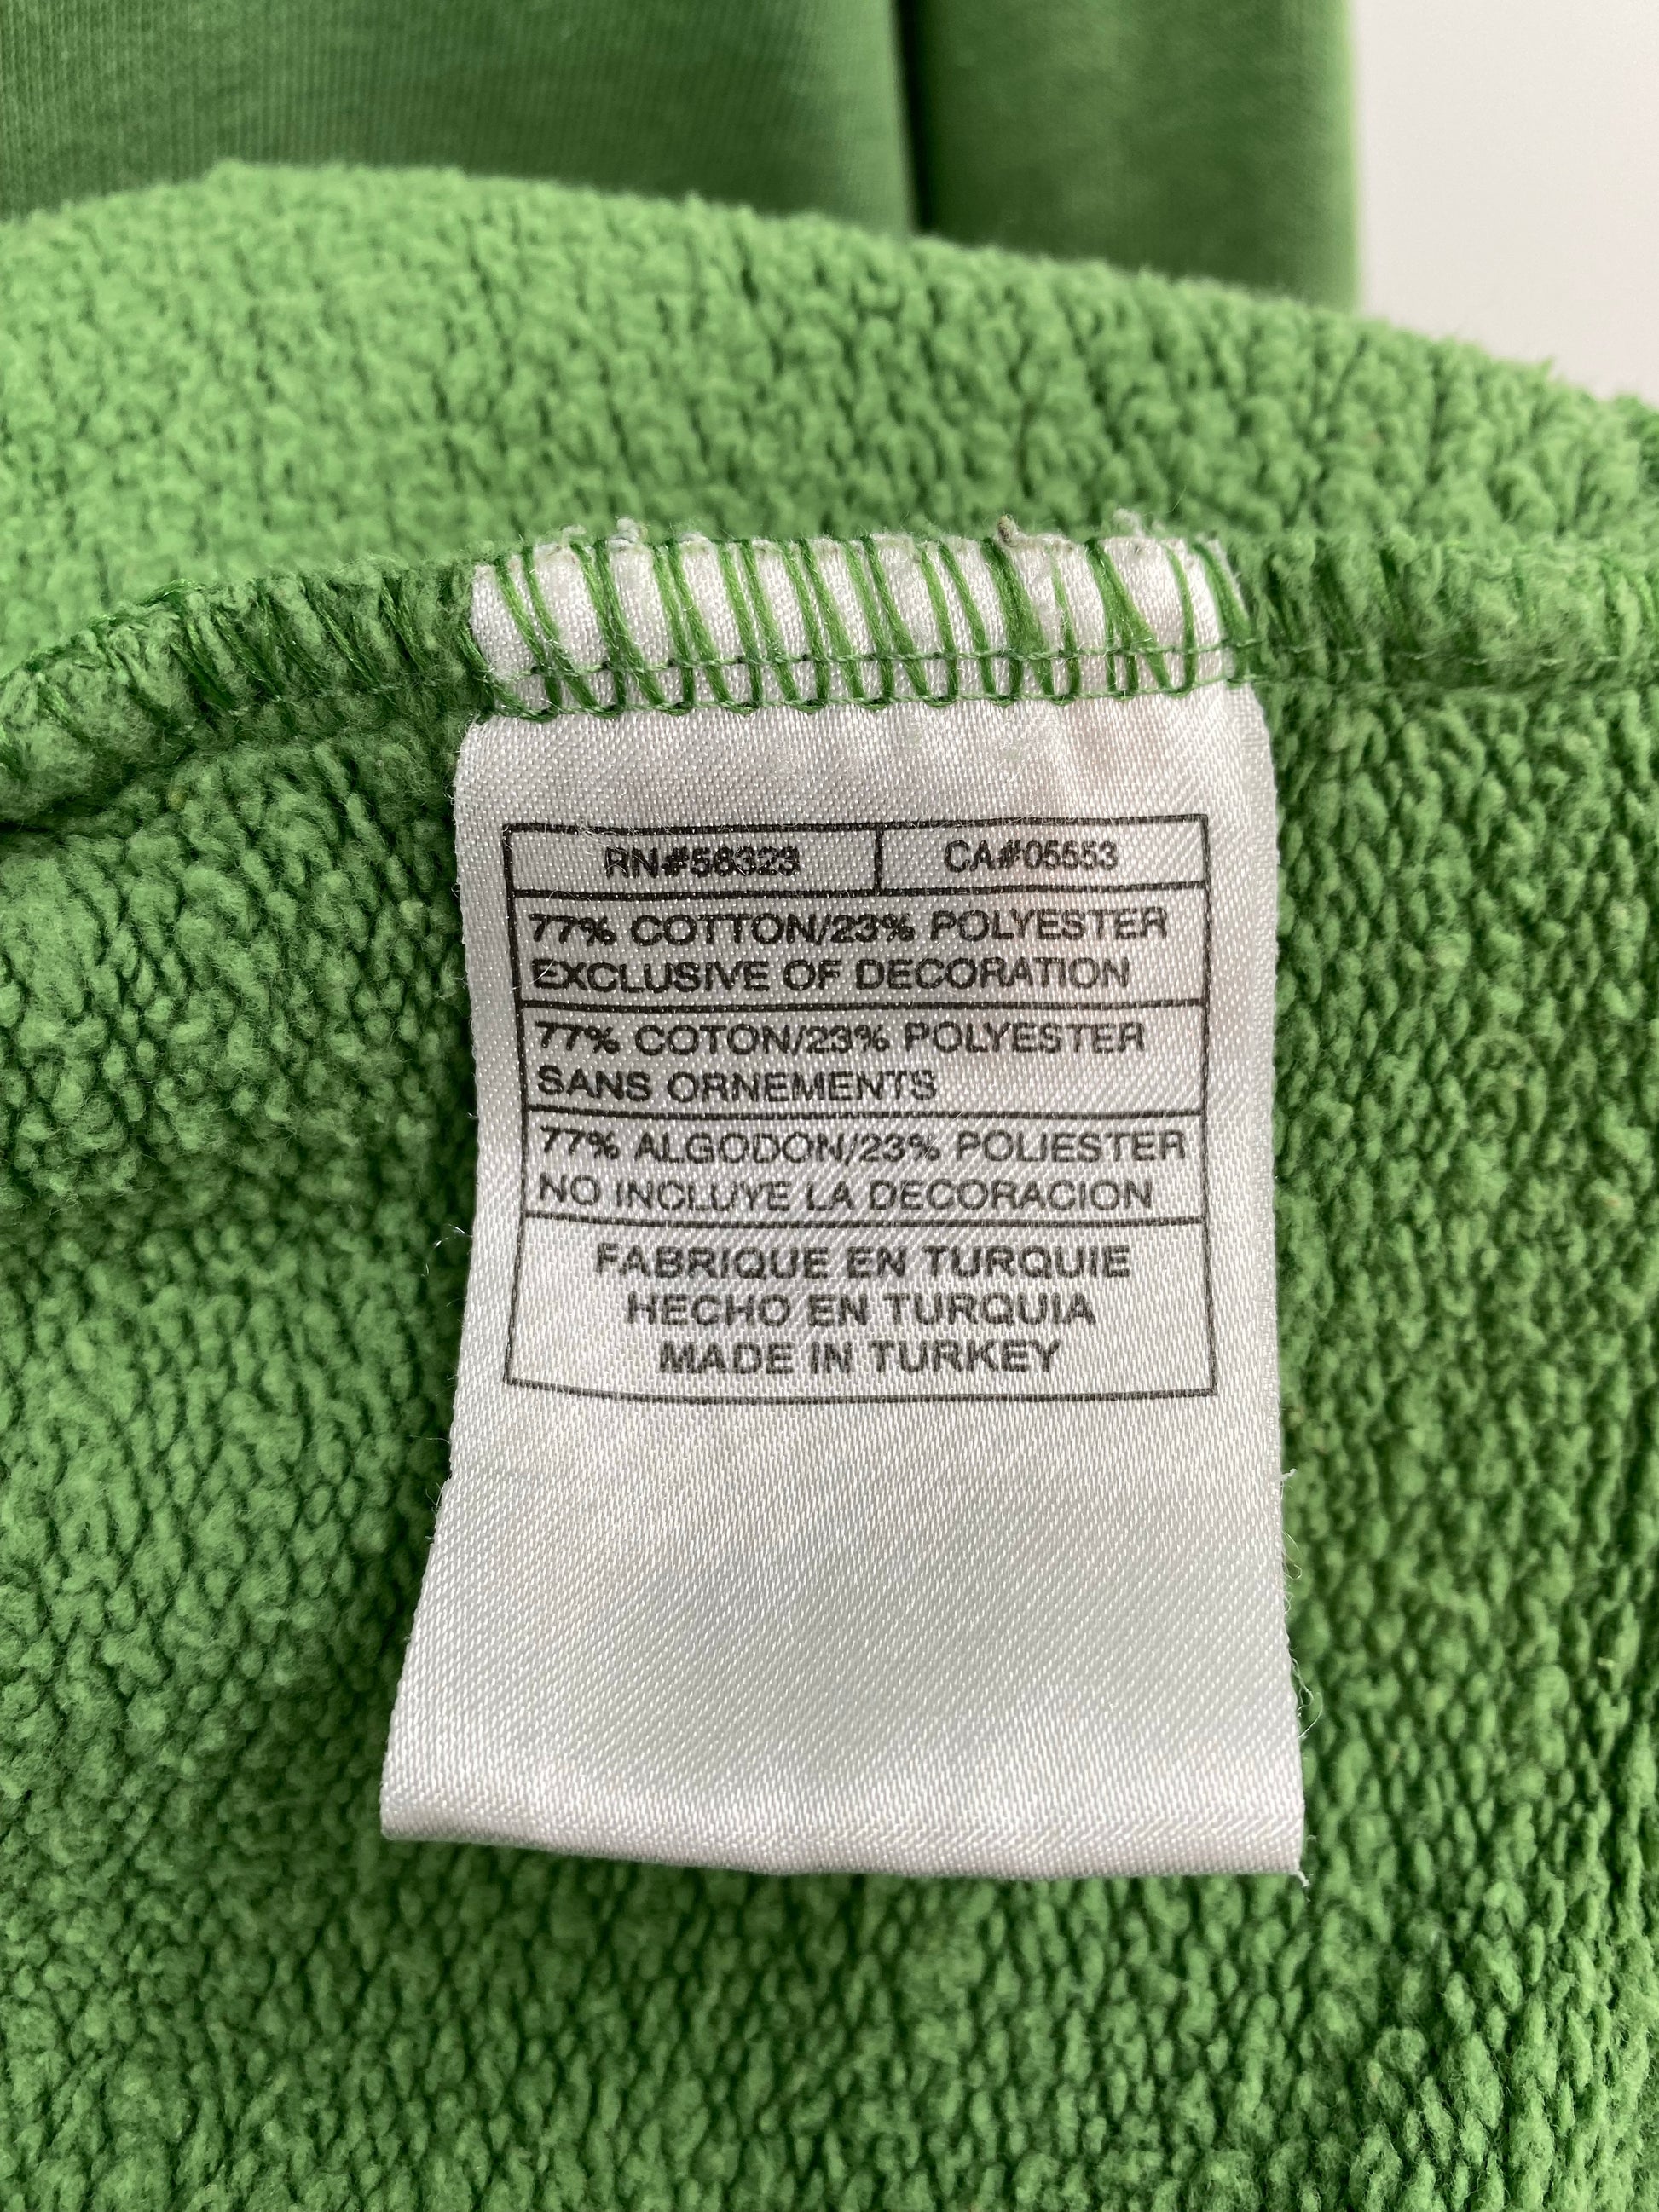 RN#56323 CA#05553
77% COTTON/23% POLYESTER
EXCLUSIVE OF DECORATION
77% COTON/23% POLYESTER
SANS ORNEMENTS
77% ALGODON/23% POLIESTER
NO INCLUYE LA DECORACION
FABRIQUE EN TURQUIE
HECHO EN TURQUIA
MADE IN TURKEY